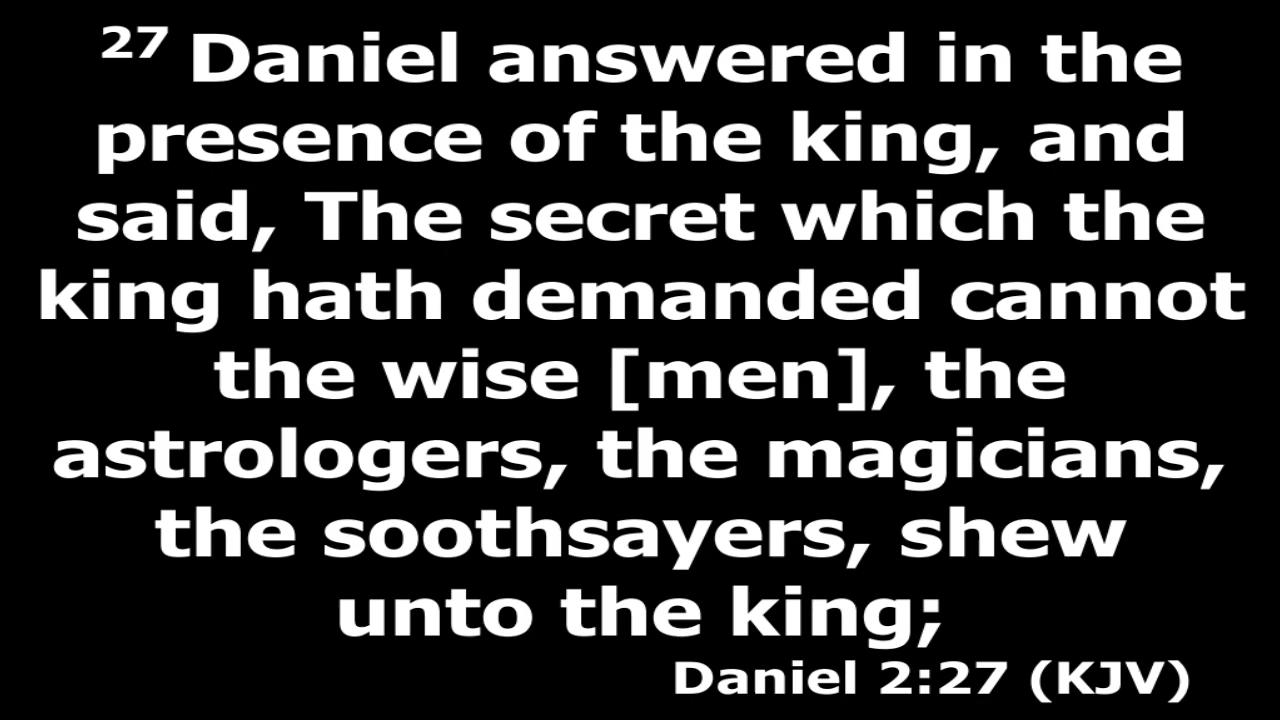 27 Daniel answered in the
presence of the king, and
said, The secret which the
king hath demanded cannot
the wise [men], the
astrologers, the magicians,
the soothsayers, shew
unto the king;
Daniel 2:27 (KJV)